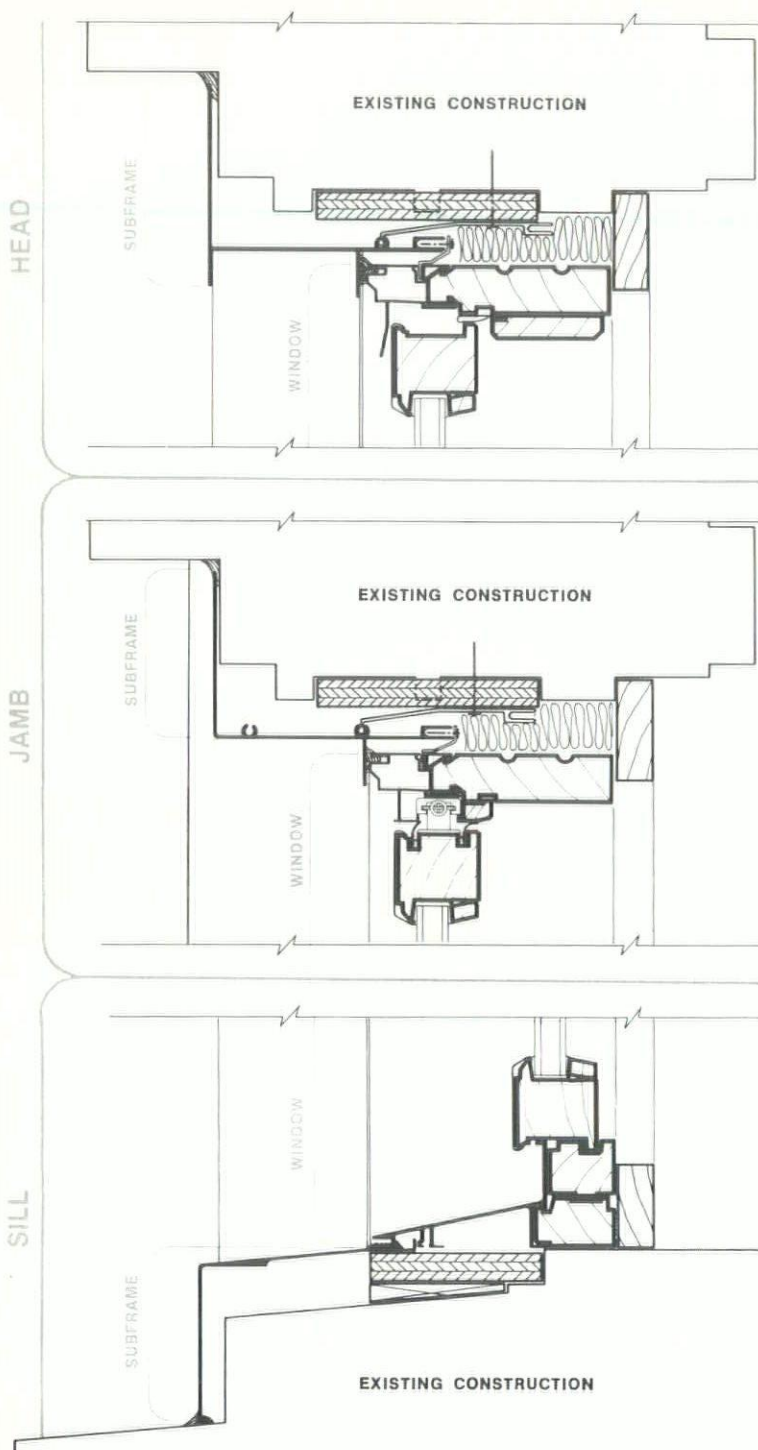 HEAD
SUBFRAME
EXISTING CONSTRUCTION
WINDOW
JAMB
SUBFRAME
EXISTING CONSTRUCTION
WINDOW
SILL
WINDOW
SUBFRAME
EXISTING CONSTRUCTION